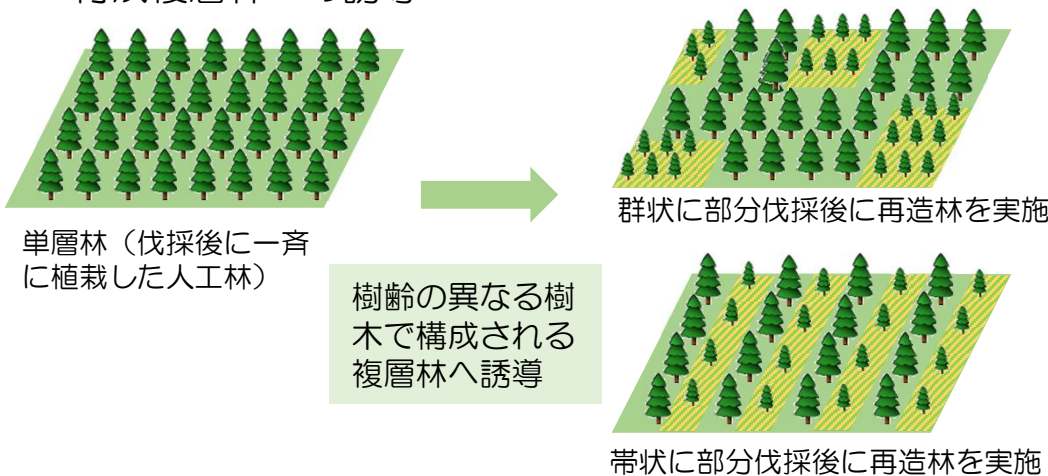 単層林（伐採後に一斉
に植栽した人工林）
樹齢の異なる樹
木で構成される
複層林へ誘導
群状に部分伐採後に再造林を実施
帯状に部分伐採後に再造林を実施